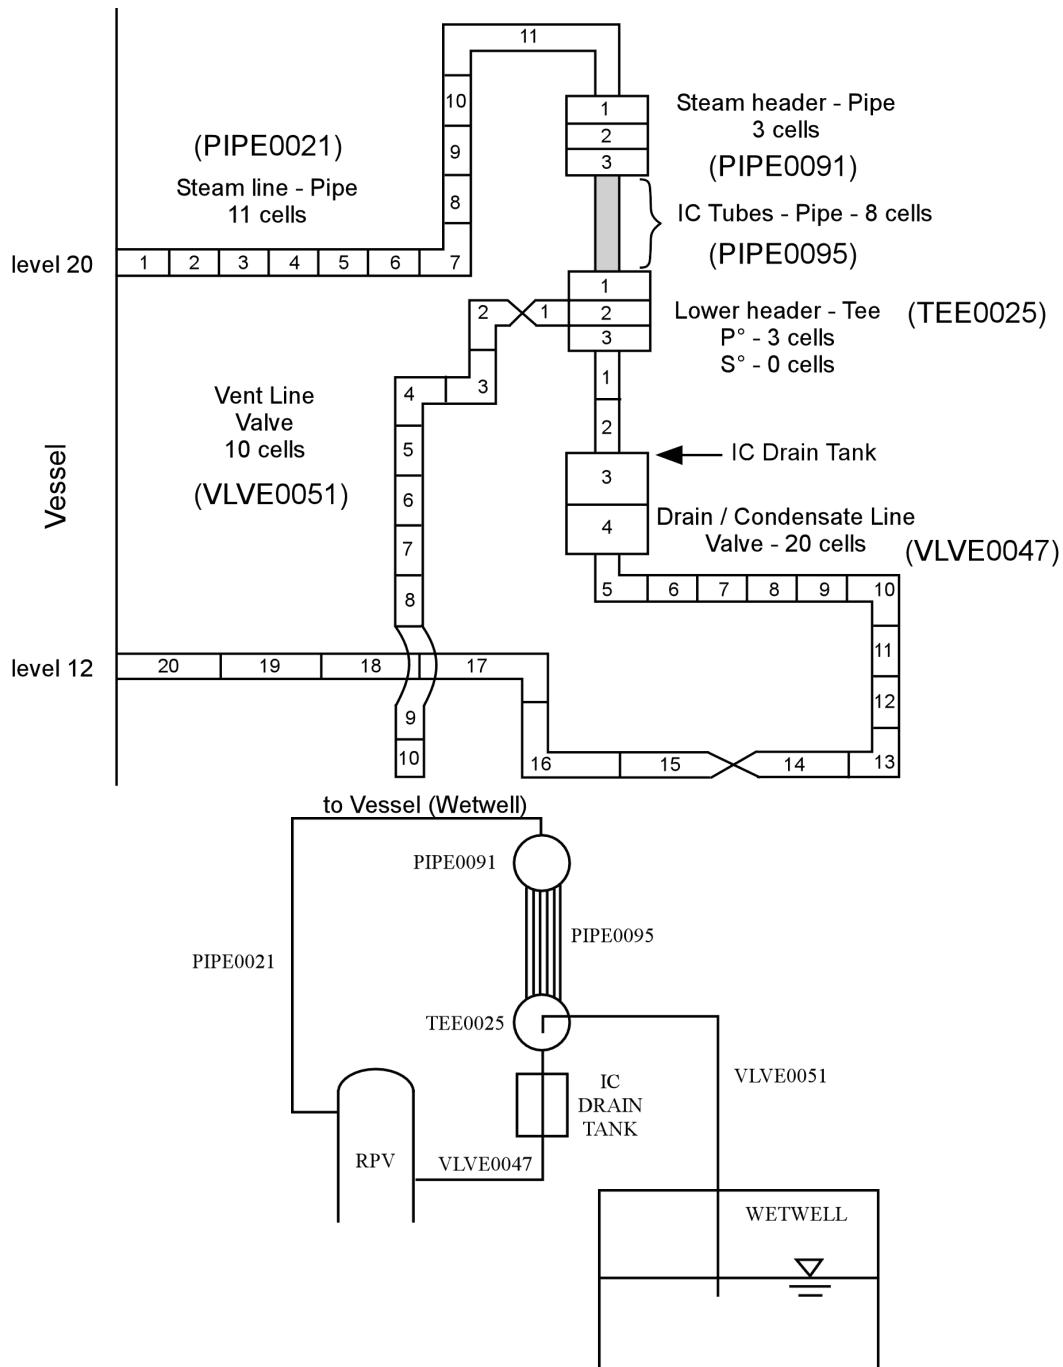 11
10
9
8
1
2
3
Steam header - Pipe
3 cells
(PIPE0091)
(PIPE0021)
Steam line - Pipe
11 cells
IC Tubes - Pipe - 8 cells
(PIPE0095)
level 20
1
2
3
4
5
6
7
1
2
3
Lower header - Tee
P° - 3 cells
S° - 0 cells
(TEE0025)
2
1
3
4
5
6
7
8
9
10
Vent Line
Valve
10 cells
(VLVE0051)
Vessel
1
2
3
4
IC Drain Tank
Drain / Condensate Line
Valve - 20 cells
(VLVE0047)
5
6
7
8
9
10
11
12
13
14
15
16
level 12
20
19
18
17
to Vessel (Wetwell)
PIPE0091
PIPE0021
PIPE0095
TEE0025
VLVE0051
IC
DRAIN
TANK
RPV
VLVE0047
WETWELL